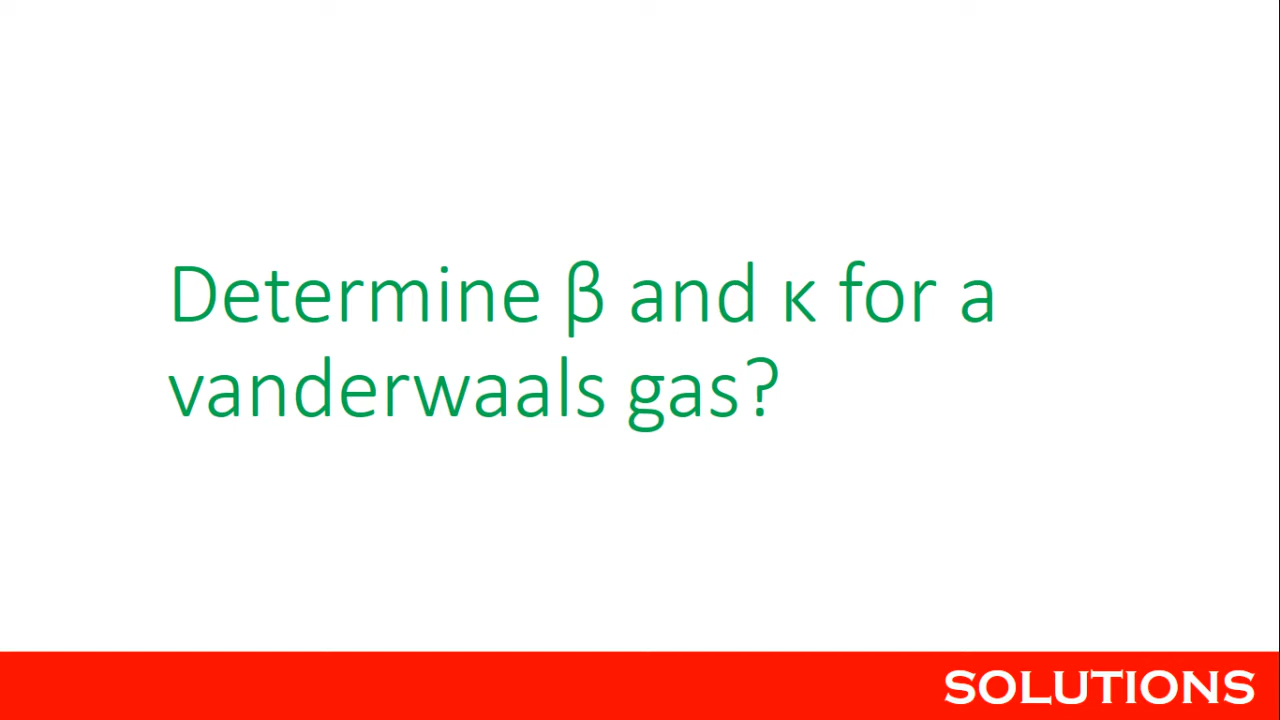 Determine β and κ for a
vanderwaals gas?
SOLUTIONS